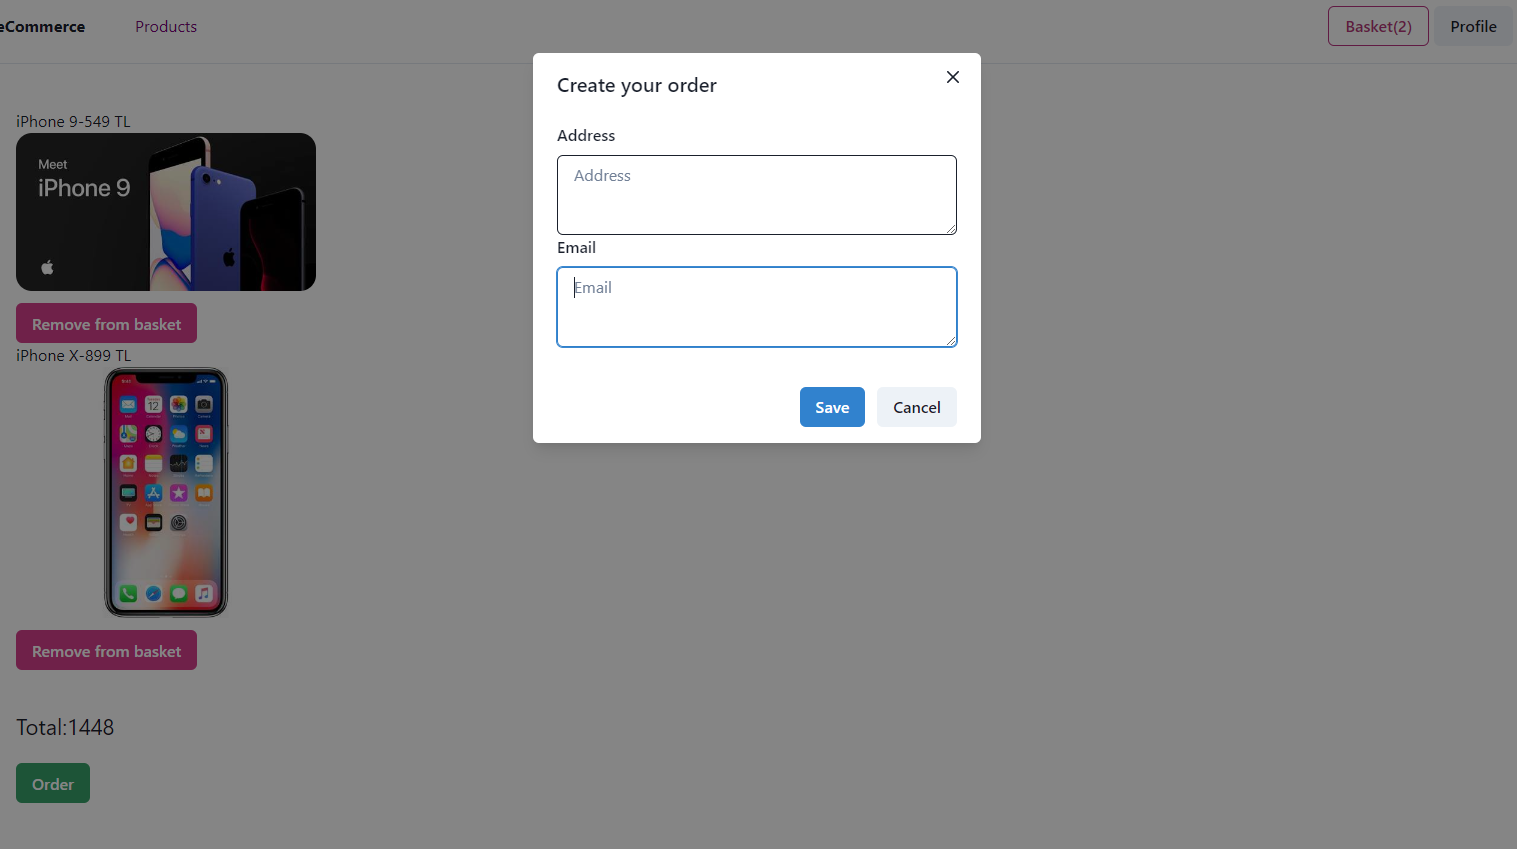 eCommerce
Products
Basket(2)
Profile
Create your order
Address
Address
Email
Email
Save
Cancel
iPhone 9-549 TL
Meet
iPhone 9
Remove from basket
iPhone X-899 TL
12
Remove from basket
Total:1448
Order